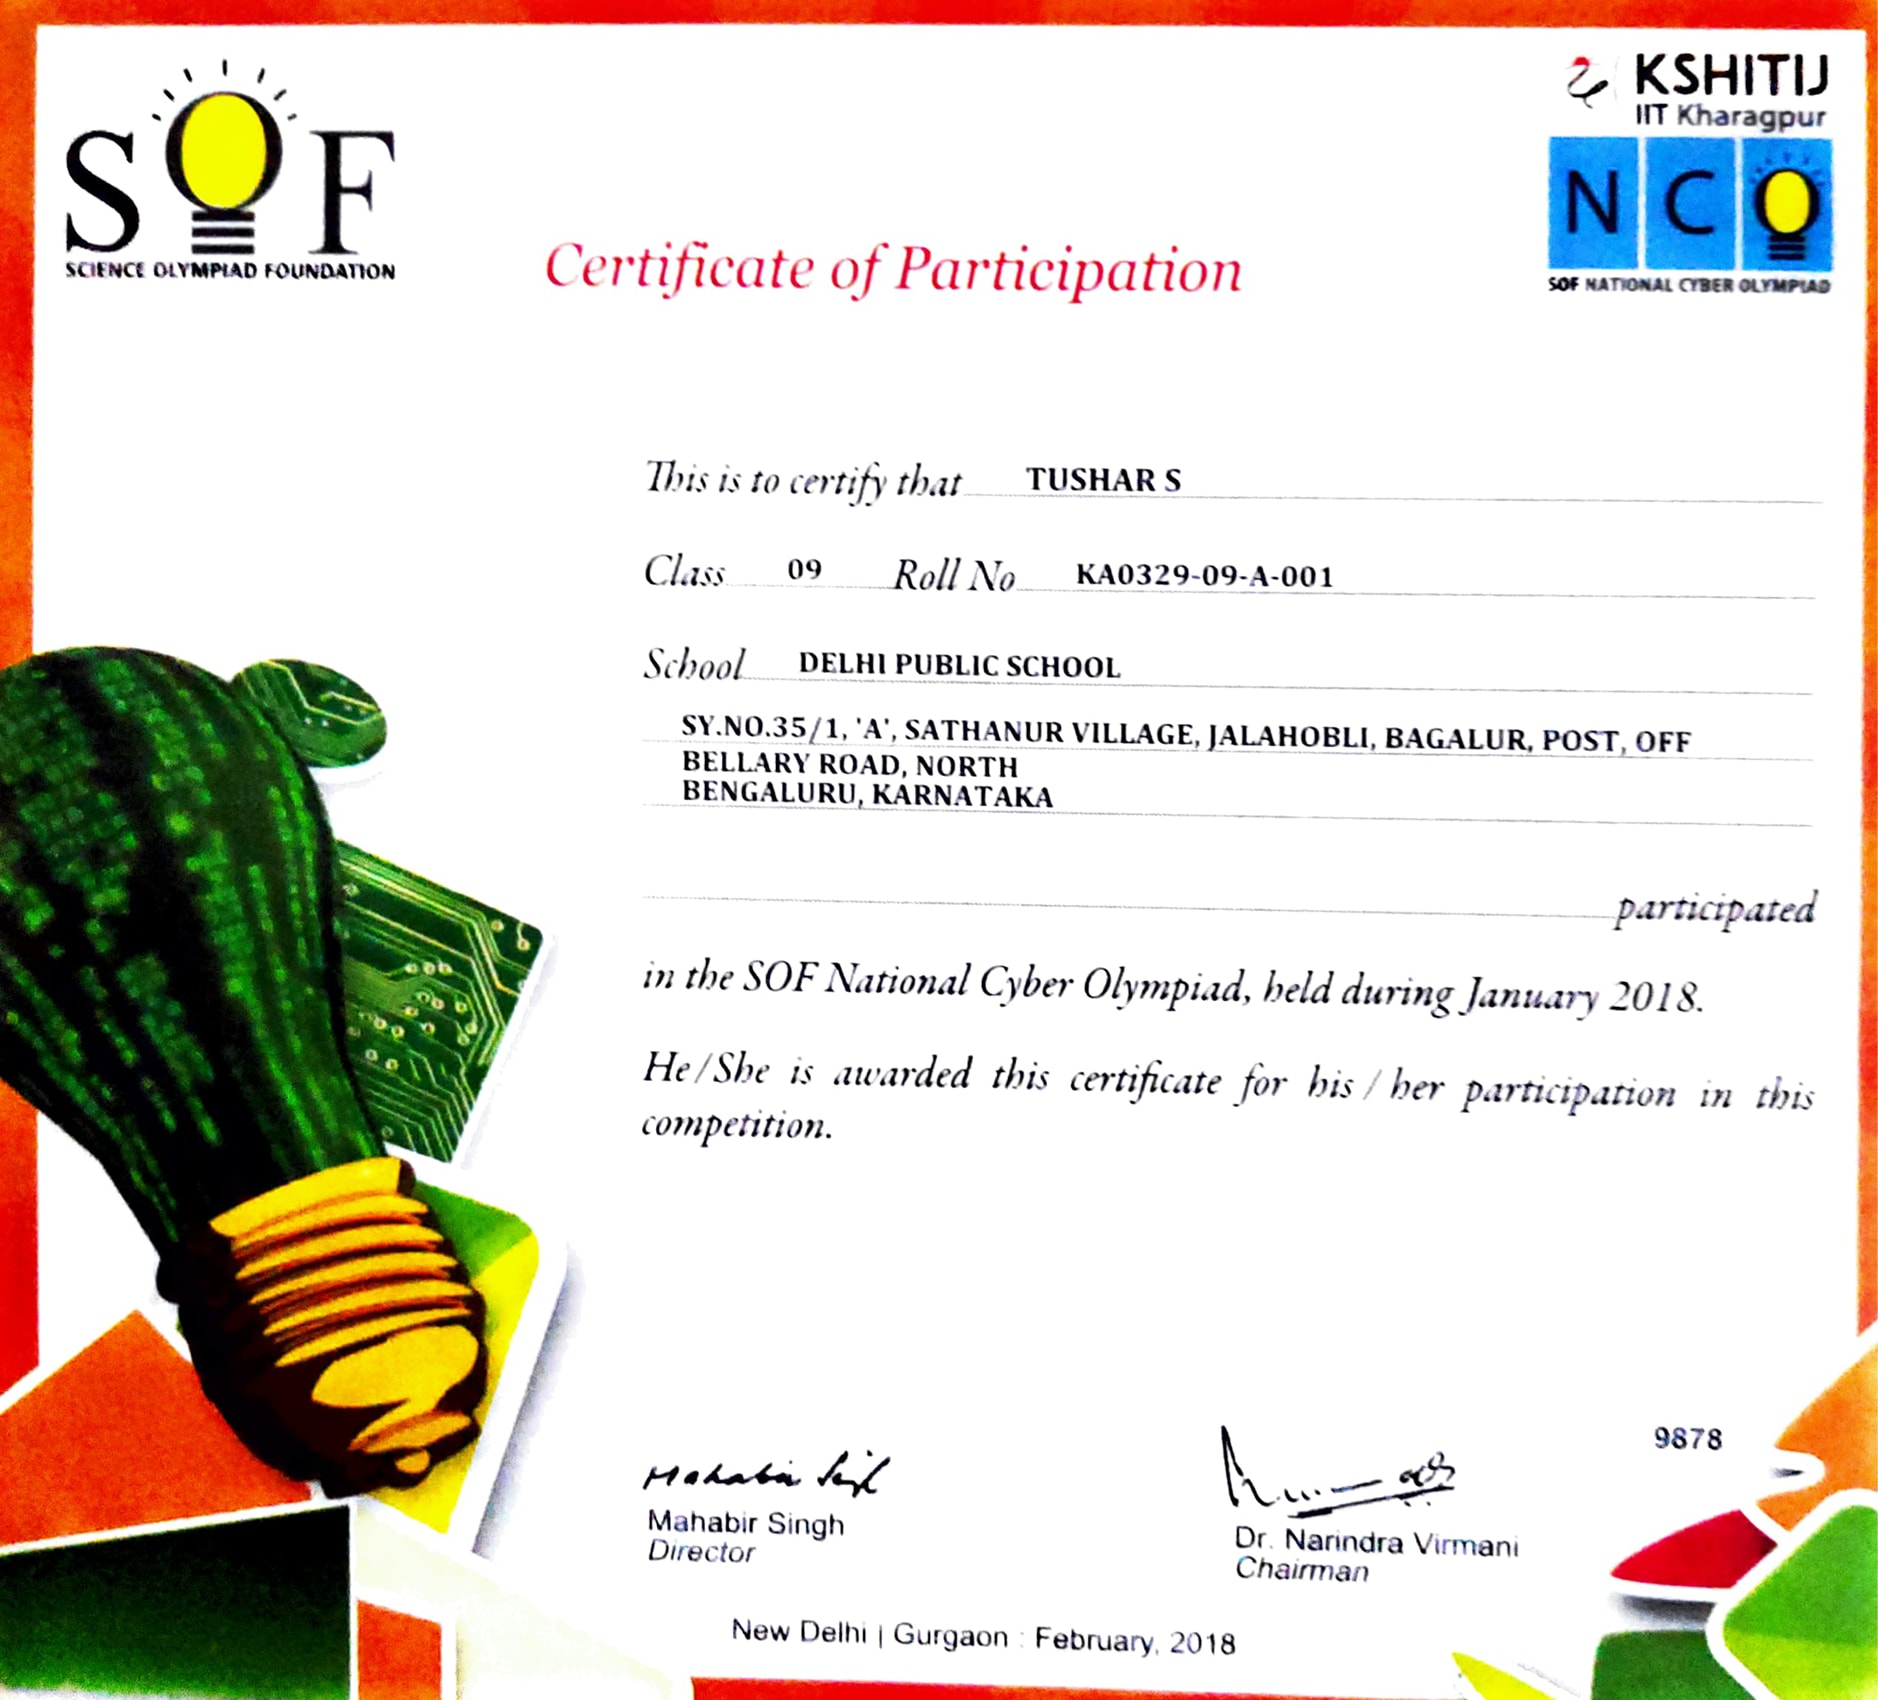 SOF
SCIENCE OLYMPIAD FOUNDATION
KSHITIJ
IIT Kharagpur
NCO
SOF NATIONAL CYBER OLYMPIAD
Certificate of Participation
This is to certify that TUSHAR S
Class 09 Roll No KA0329-09-A-001
School DELHI PUBLIC SCHOOL
SY.NO.35/1, 'A', SATHANUR VILLAGE, JALAHOBLI, BAGALUR, POST, OFF
BELLARY ROAD, NORTH
BENGALURU, KARNATAKA
participated
in the SOF National Cyber Olympiad, held during January 2018.
He/She is awarded this certificate for his / her participation in this
competition.
9878
Mahabir Singh
Mahabir Singh
Director
Dr. Narindra Virmani
Chairman
New Delhi | Gurgaon : February, 2018